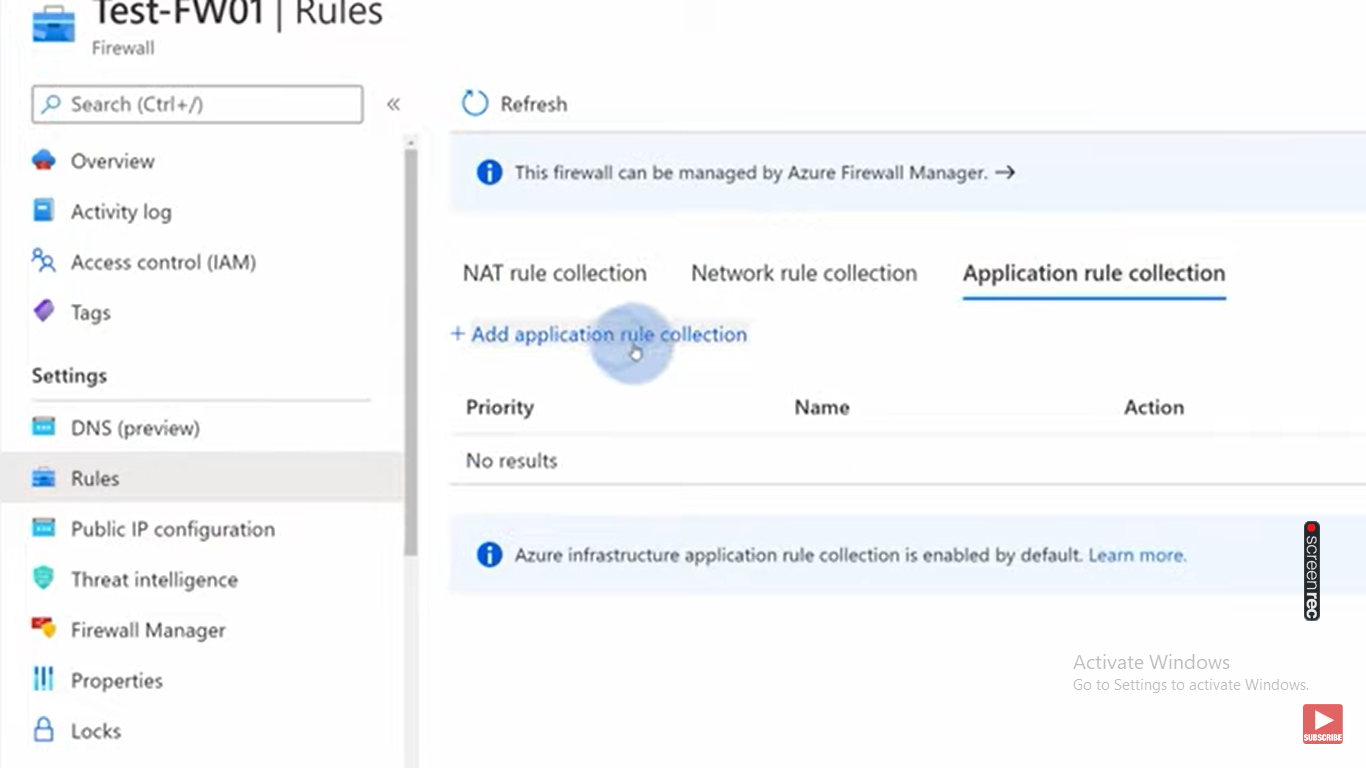 Test-FW01 | Rules
Firewall
Search (Ctrl+/)
«
Overview
Activity log
Access control (IAM)
Tags
Settings
DNS (preview)
Rules
Public IP configuration
Threat intelligence
Firewall Manager
Properties
Locks
Refresh
This firewall can be managed by Azure Firewall Manager. →
NAT rule collection Network rule collection Application rule collection
+ Add application rule collection
Priority Name Action
No results
Azure infrastructure application rule collection is enabled by default. Learn more.
screenrec
Activate Windows
Go to Settings to activate Windows.
SUBSCRIBE